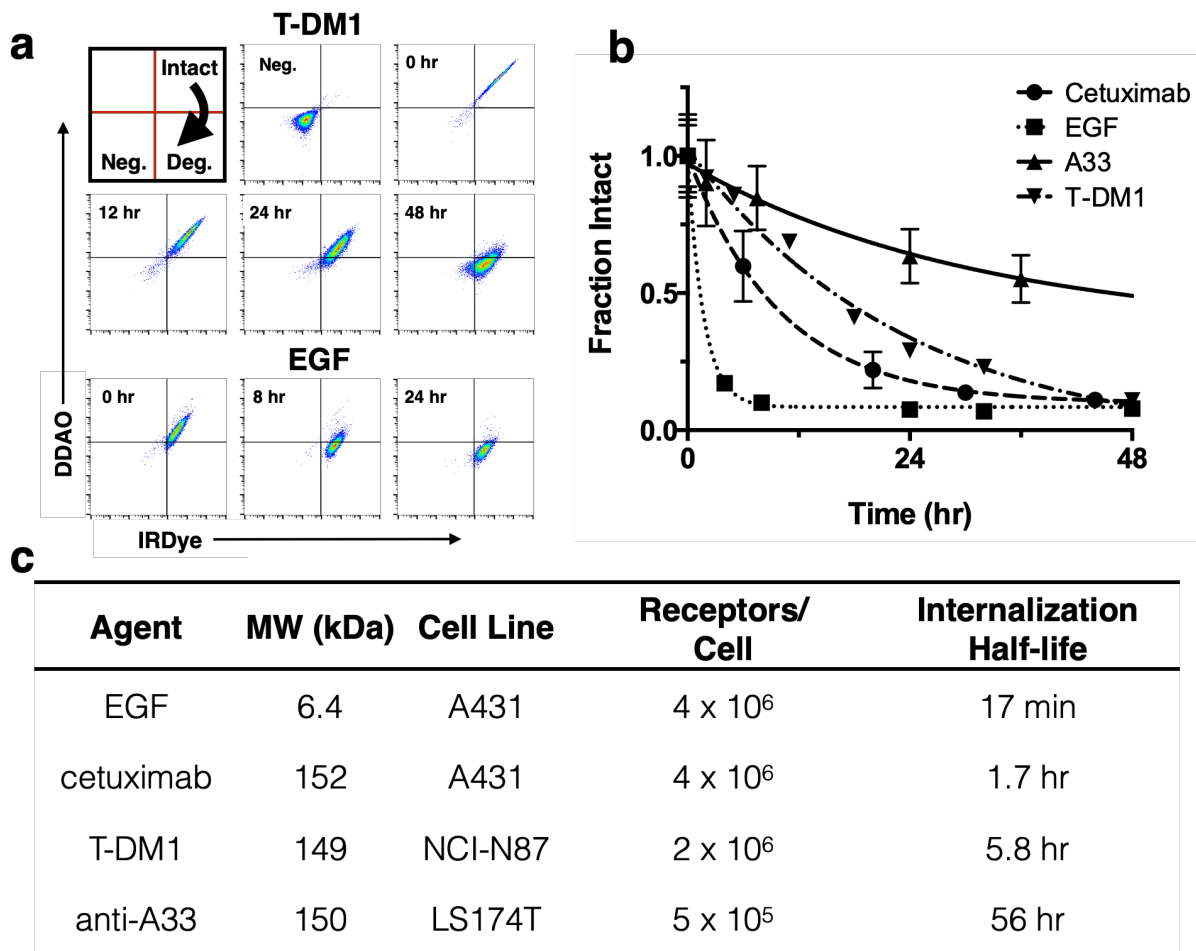 a
T-DM1
Intact
Neg. Deg.
Neg.
0 hr
12 hr
24 hr
48 hr
EGF
0 hr
8 hr
24 hr
DDAO
IRDye
b
Cetuximab
EGF
A33
T-DM1
Fraction Intact
1.0
0.5
0.0
0 24 48
Time (hr)
c
Agent MW (kDa) Cell Line Receptors/ Internalization
Cell Half-life
EGF 6.4 A431 4 x 10⁶ 17 min
cetuximab 152 A431 4 x 10⁶ 1.7 hr
T-DM1 149 NCI-N87 2 x 10⁶ 5.8 hr
anti-A33 150 LS174T 5 x 10⁵ 56 hr